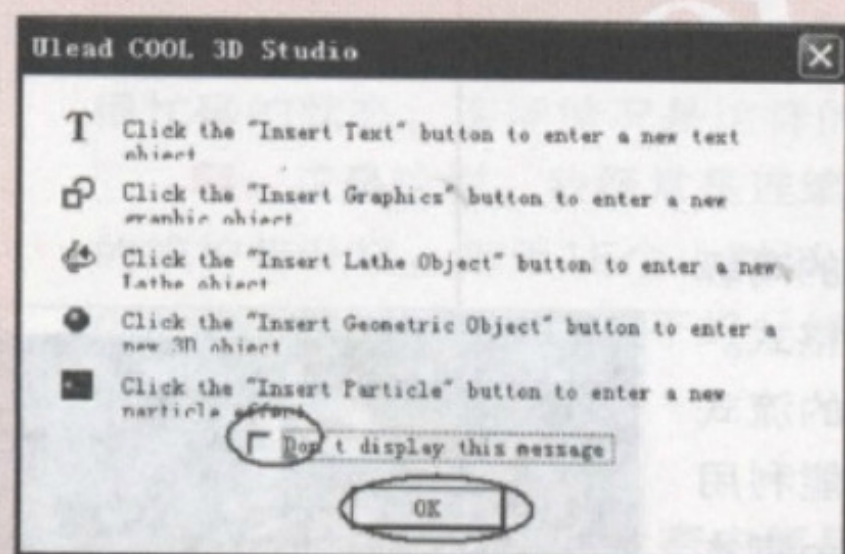 Ulead COOL 3D Studio
T Click the "Insert Text" button to enter a new text
object
Click the "Insert Graphics" button to enter a new
graphic object
Click the "Insert Lathe Object" button to enter a new
Lathe object
Click the "Insert Geometric Object" button to enter a
new 3D object
Click the "Insert Particle" button to enter a new
particle effect
Don't display this message
OK